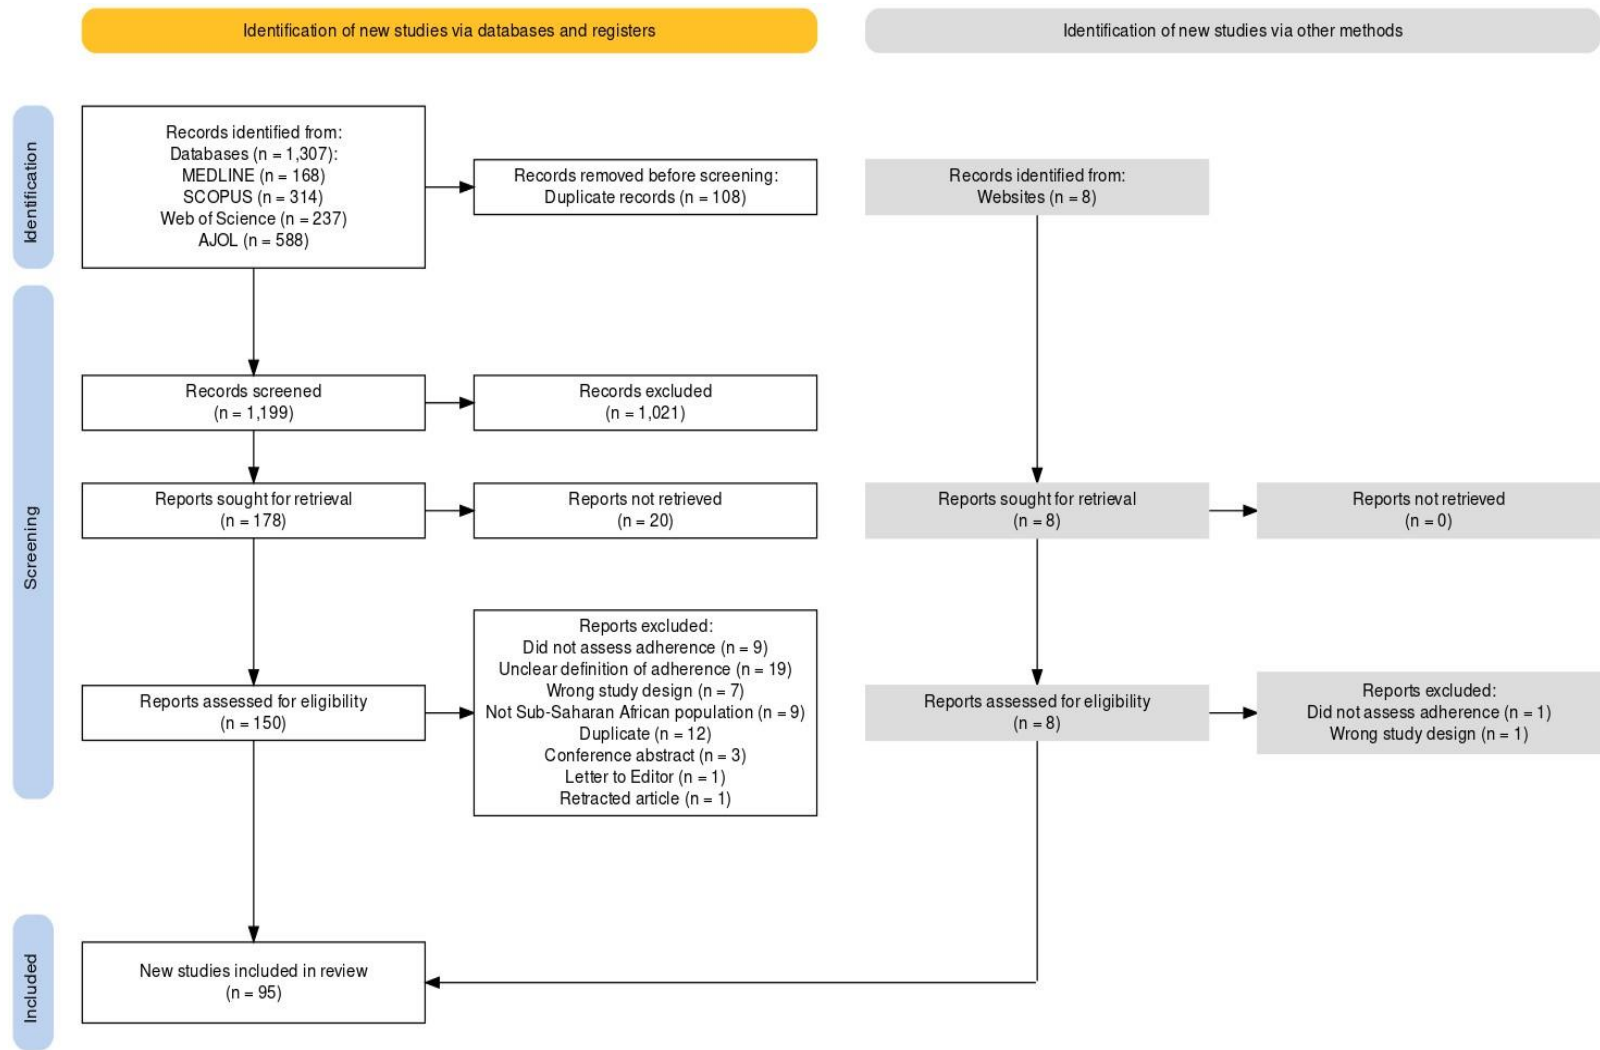 Identification of new studies via databases and registers
Identification of new studies via other methods
Identification
Records identified from:
Databases (n = 1,307):
MEDLINE (n = 168)
SCOPUS (n = 314)
Web of Science (n = 237)
AJOL (n = 588)
Records removed before screening:
Duplicate records (n = 108)
Records identified from:
Websites (n = 8)
Screening
Records screened
(n = 1,199)
Records excluded
(n = 1,021)
Reports sought for retrieval
(n = 178)
Reports not retrieved
(n = 20)
Reports sought for retrieval
(n = 8)
Reports not retrieved
(n = 0)
Reports assessed for eligibility
(n = 150)
Reports excluded:
Did not assess adherence (n = 9)
Unclear definition of adherence (n = 19)
Wrong study design (n = 7)
Not Sub-Saharan African population (n = 9)
Duplicate (n = 12)
Conference abstract (n = 3)
Letter to Editor (n = 1)
Retracted article (n = 1)
Reports assessed for eligibility
(n = 8)
Reports excluded:
Did not assess adherence (n = 1)
Wrong study design (n = 1)
Included
New studies included in review
(n = 95)